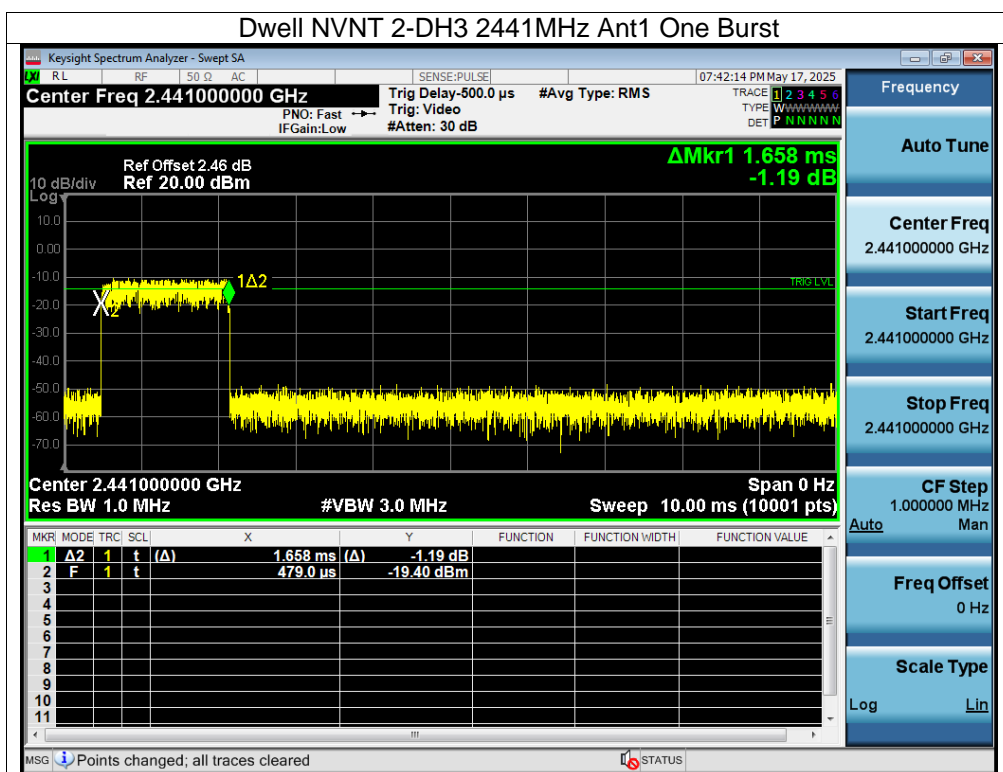 Dwell NVNT 2-DH3 2441MHz Ant1 One Burst
Keysight Spectrum Analyzer - Swept SA
LXI RL RF 50 Ω AC SENSE:PULSE 07:42:14 PM May 17, 2025
Center Freq 2.441000000 GHz Trig Delay-500.0 µs #Avg Type: RMS TRACE 1 2 3 4 5 6
PNO: Fast Trig: Video TYPE WWWWWW
IFGain:Low #Atten: 30 dB DET P N N N N N
Frequency
Auto Tune
Center Freq
2.441000000 GHz
Start Freq
2.441000000 GHz
Stop Freq
2.441000000 GHz
CF Step
1.000000 MHz
Auto Man
Freq Offset
0 Hz
Scale Type
Log Lin
ΔMkr1 1.658 ms
-1.19 dB
Ref Offset 2.46 dB
10 dB/div Ref 20.00 dBm
Log
10.0
0.00
-10.0
-20.0
-30.0
-40.0
-50.0
-60.0
-70.0
1Δ2
2
TRIG LVL
Center 2.441000000 GHz Span 0 Hz
Res BW 1.0 MHz #VBW 3.0 MHz Sweep 10.00 ms (10001 pts)
MKR MODE TRC SCL X Y FUNCTION FUNCTION WIDTH FUNCTION VALUE
1 Δ2 1 t (Δ) 1.658 ms (Δ) -1.19 dB
2 F 1 t 479.0 µs -19.40 dBm
3
4
5
6
7
8
9
10
11
MSG Points changed; all traces cleared STATUS